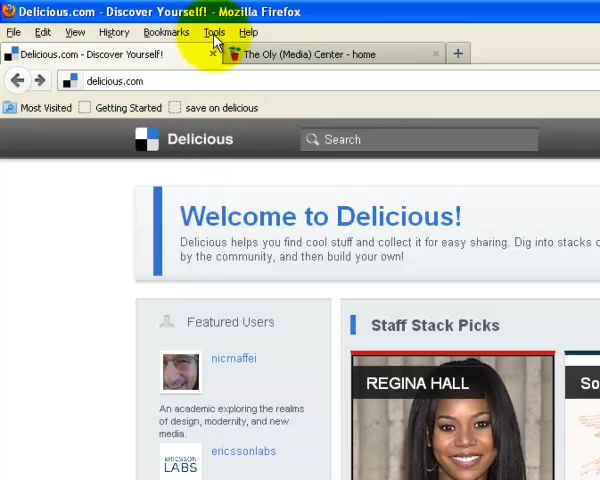 Delicious.com - Discover Yourself! - Mozilla Firefox
File Edit View History Bookmarks Tools Help
Delicious.com - Discover Yourself! The Oly (Media) Center - home
delicious.com
Most Visited Getting Started save on delicious
Delicious Search
Welcome to Delicious!
Delicious helps you find cool stuff and collect it for easy sharing. Dig into stacks
by the community, and then build your own!
Featured Users
nicmaffei
An academic exploring the realms
of design, modernity, and new
media.
ERICSSON
LABS
ericssonlabs
Staff Stack Picks
REGINA HALL
So